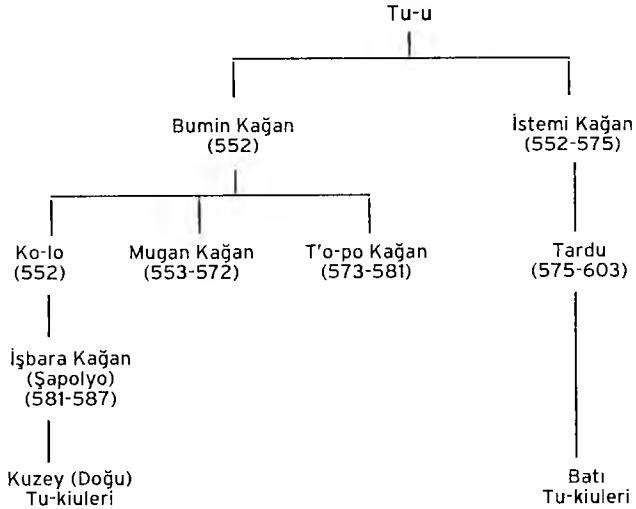 Tu-u
Bumin Kağan
(552)
İstemi Kağan
(552-575)
Ko-lo
(552)
Mugan Kağan
(553-572)
T'o-po Kağan
(573-581)
Tardu
(575-603)
İşbara Kağan
(Şapolyo)
(581-587)
Kuzey (Doğu)
Tu-kiuleri
Batı
Tu-kiuleri